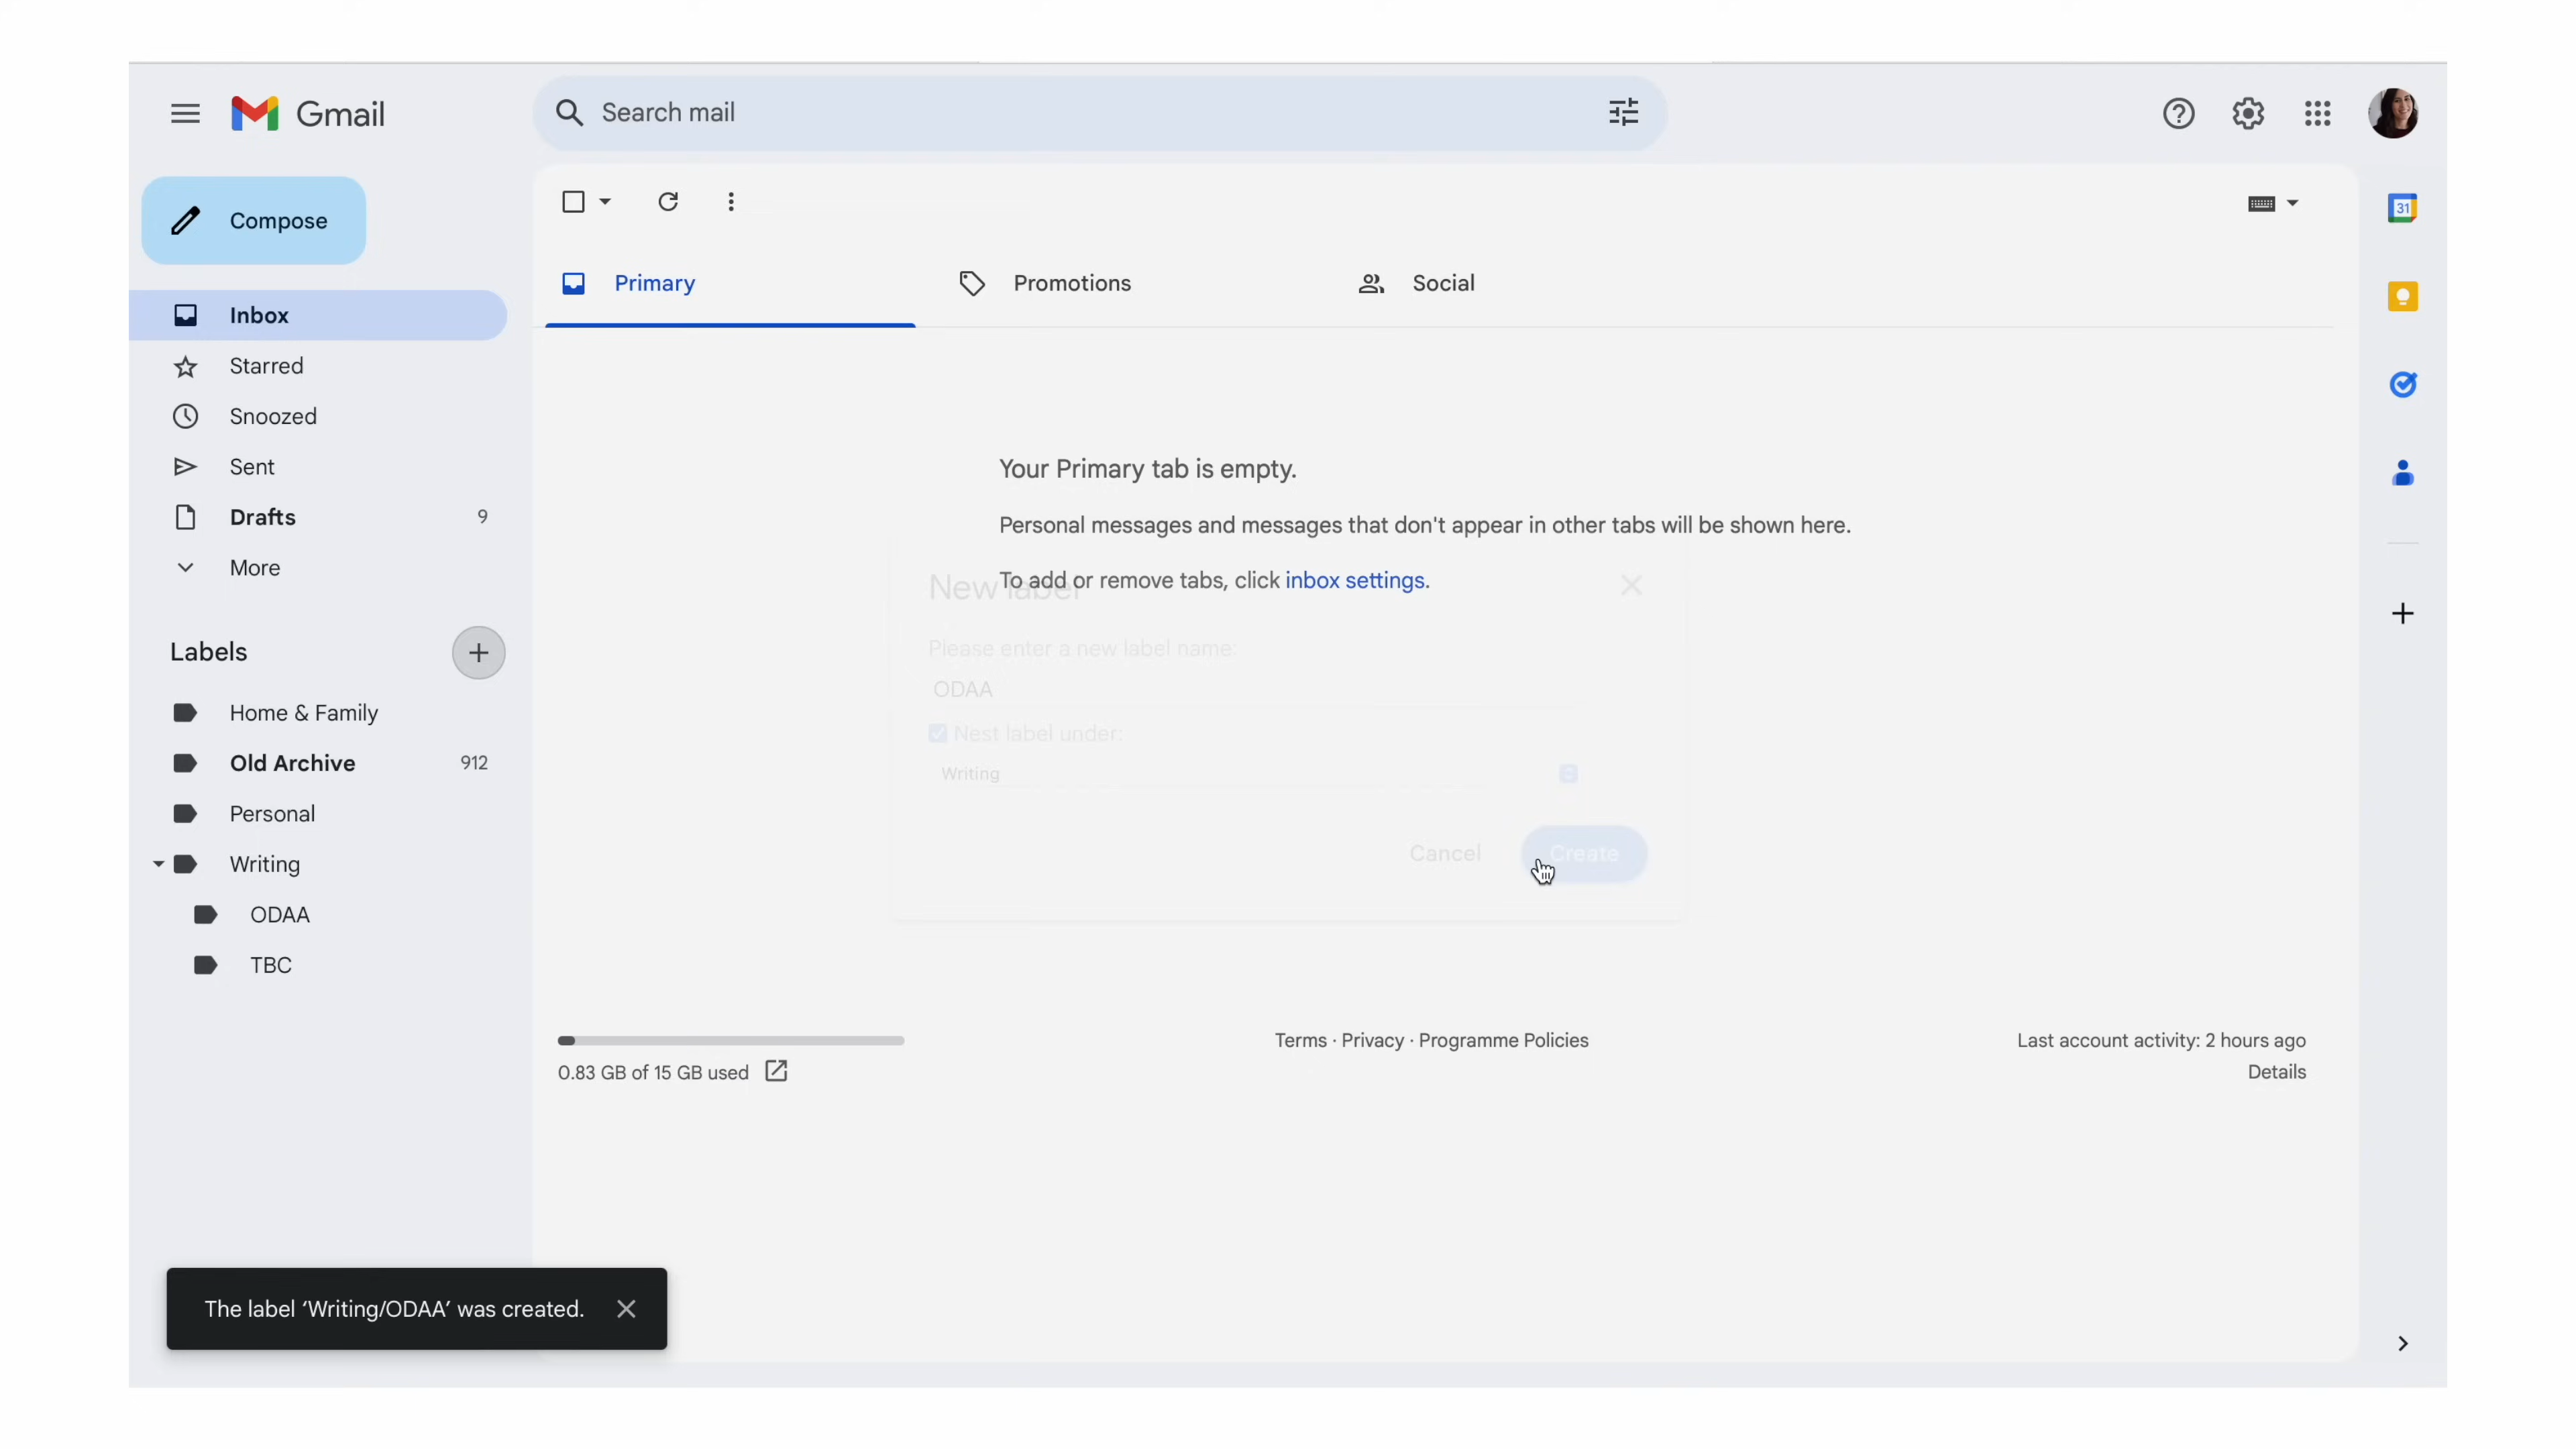 Gmail
Search mail
Compose
Primary
Promotions
Social
Inbox
Starred
Snoozed
Sent
Drafts 9
More
Labels
Home & Family
Old Archive 912
Personal
Writing
ODAA
TBC
Your Primary tab is empty.
Personal messages and messages that don't appear in other tabs will be shown here.
To add or remove tabs, click inbox settings.
New label
Please enter a new label name:
ODAA
Nest label under:
Writing
Cancel
Create
0.83 GB of 15 GB used
Terms · Privacy · Programme Policies
Last account activity: 2 hours ago
Details
The label ‘Writing/ODAA’ was created.
31